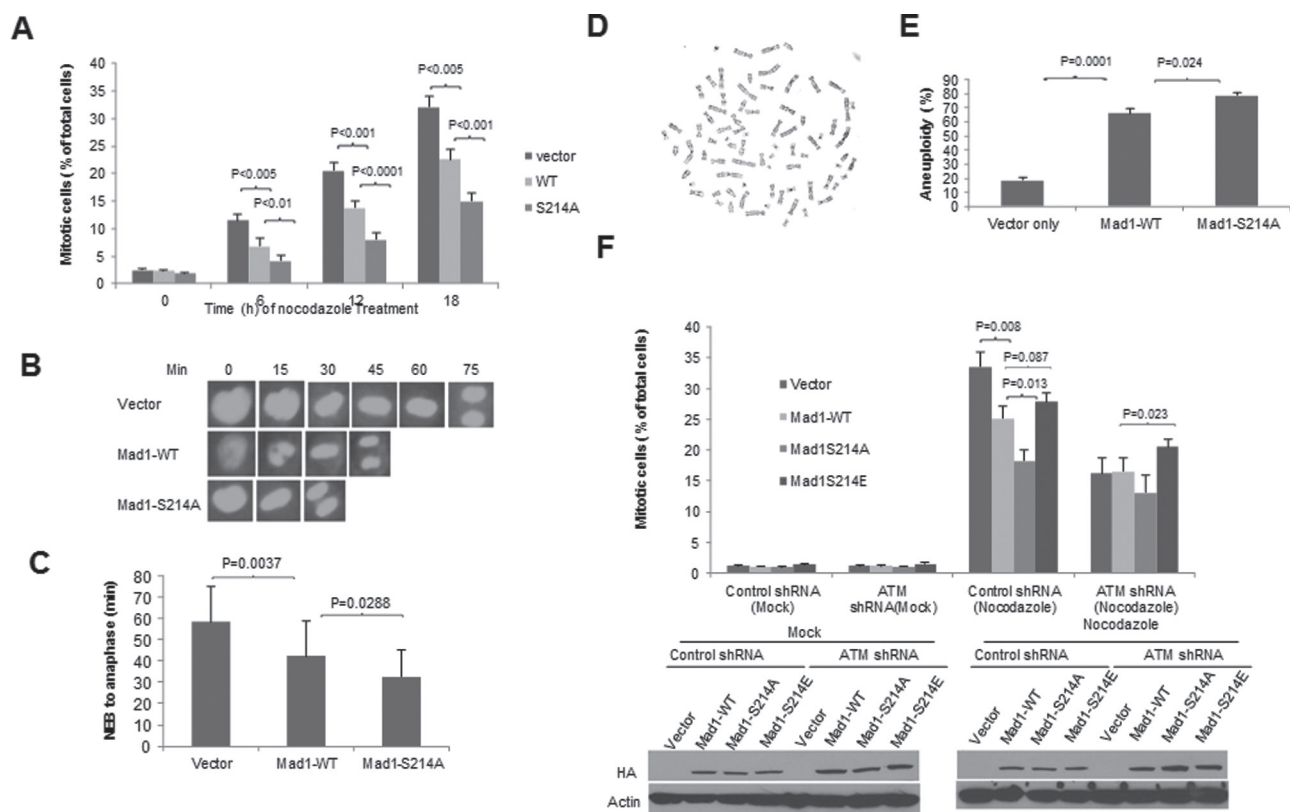 A
Mitotic cells (% of total cells)
40
35
30
25
20
15
10
5
0
P<0.005
P<0.01
P<0.001
P<0.0001
P<0.005
P<0.001
vector
WT
S214A
0
6
12
18
Time (h) of nocodazole Treatment
B
Min 0 15 30 45 60 75
Vector
Mad1-WT
Mad1-S214A
C
NEB to anaphase (min)
80
70
60
50
40
30
20
10
0
P=0.0037
P=0.0288
Vector Mad1-WT Mad1-S214A
D
E
Aneuploidy (%)
90
80
70
60
50
40
30
20
10
0
P=0.0001
P=0.024
Vector only Mad1-WT Mad1-S214A
F
Mitotic cells (% of total cells)
40
35
30
25
20
15
10
5
0
Vector
Mad1-WT
Mad1S214A
Mad1S214E
P=0.008
P=0.087
P=0.013
P=0.023
Control shRNA
(Mock)
ATM
shRNA(Mock)
Control shRNA
(Nocodazole)
ATM shRNA
(Nocodazole)
Mock
Nocodazole
Control shRNA ATM shRNA Control shRNA ATM shRNA
Vector Mad1-WT Mad1-S214A Mad1-S214E Vector Mad1-WT Mad1-S214A Mad1-S214E Vector Mad1-WT Mad1-S214A Mad1-S214E Vector Mad1-WT Mad1-S214A Mad1-S214E
HA
Actin